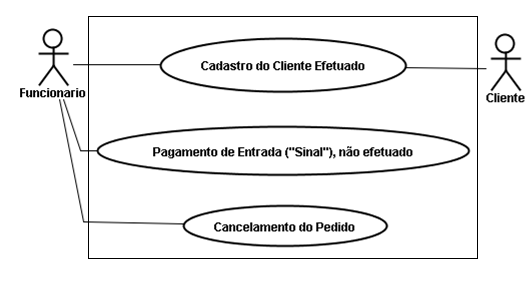 Cadastro do Cliente Efetuado
Funcionario
Cliente
Pagamento de Entrada ("Sinal"), não efetuado
Cancelamento do Pedido